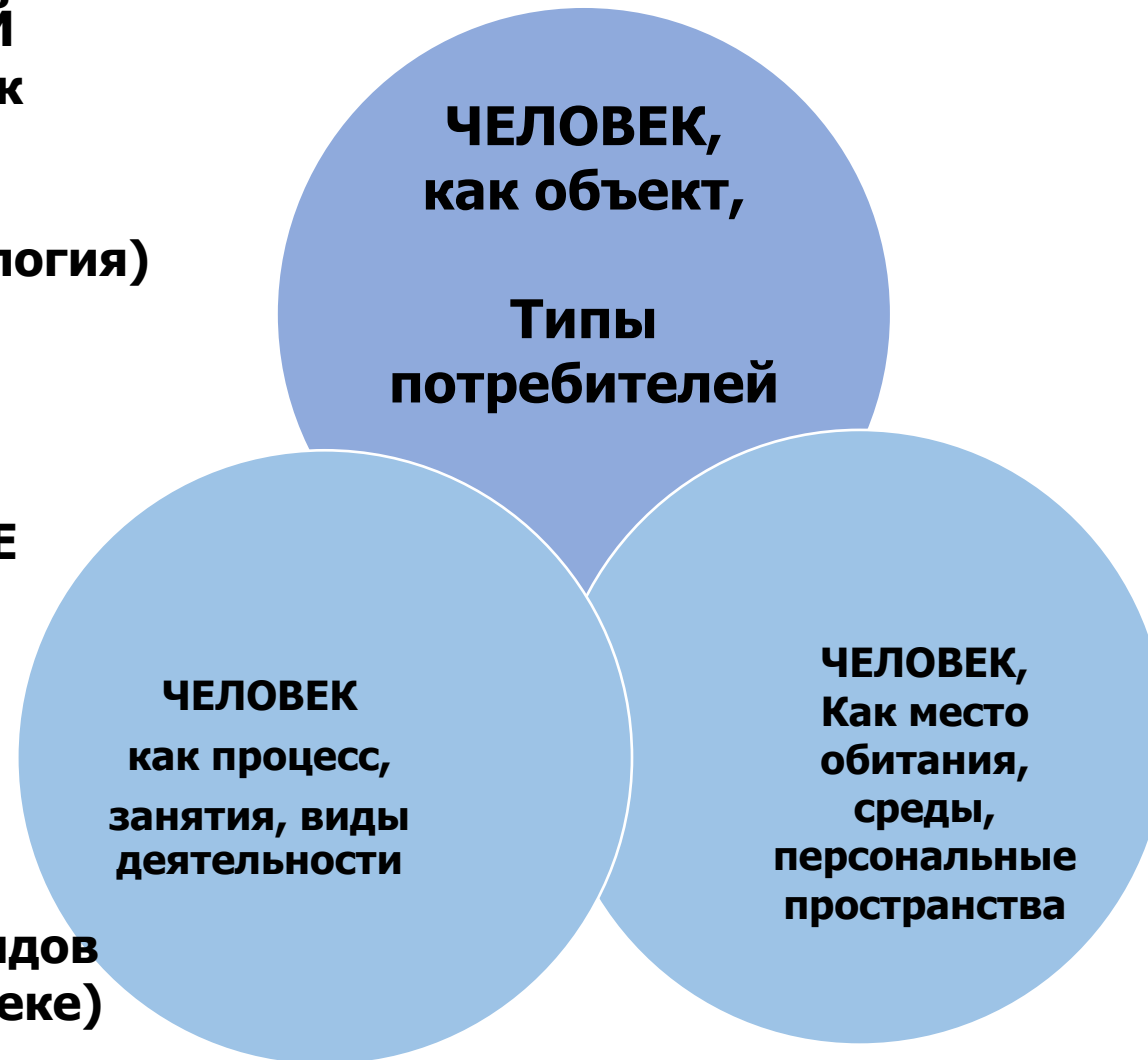 ЧЕЛОВЕК,
как объект,
Типы
потребителей
ЧЕЛОВЕК
как процесс,
занятия, виды
деятельности
ЧЕЛОВЕК,
Как место
обитания,
среды,
персональные
пространства